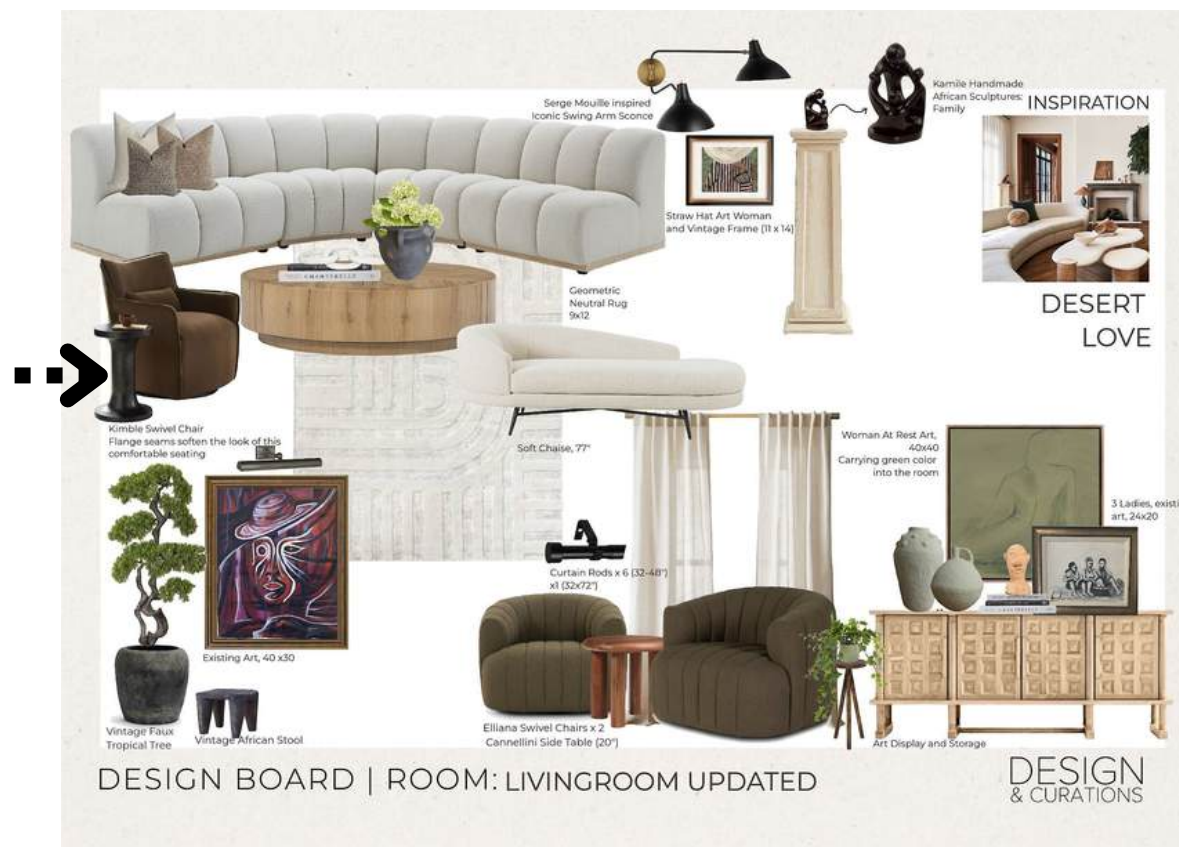 Serge Mouille inspired
Iconic Swing Arm Sconce
Kamile Handmade
African Sculptures:
Family
INSPIRATION
Straw Hat Art Woman
and Vintage Frame (11 x 14)
Geometric
Neutral Rug
9x12
DESERT
LOVE
Kimble Swivel Chair
Flange seams soften the look of this
comfortable seating
Soft Chaise, 77"
Woman At Rest Art,
40x40
Carrying green color
into the room
3 Ladies, existi
art, 24x20
Curtain Rods x 6 (32-48")
x1 (32x72")
Existing Art, 40 x30
Vintage Faux
Tropical Tree
Vintage African Stool
Elliana Swivel Chairs x 2
Cannellini Side Table (20")
Art Display and Storage
DESIGN BOARD | ROOM: LIVINGROOM UPDATED
DESIGN
& CURATIONS